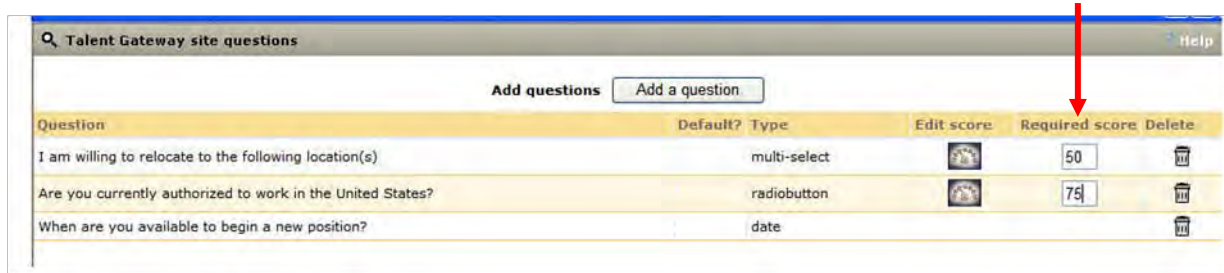 Talent Gateway site questions Help
Add questions Add a question
Question Default? Type Edit score Required score Delete
I am willing to relocate to the following location(s) multi-select 50
Are you currently authorized to work in the United States? radiobutton 75
When are you available to begin a new position? date